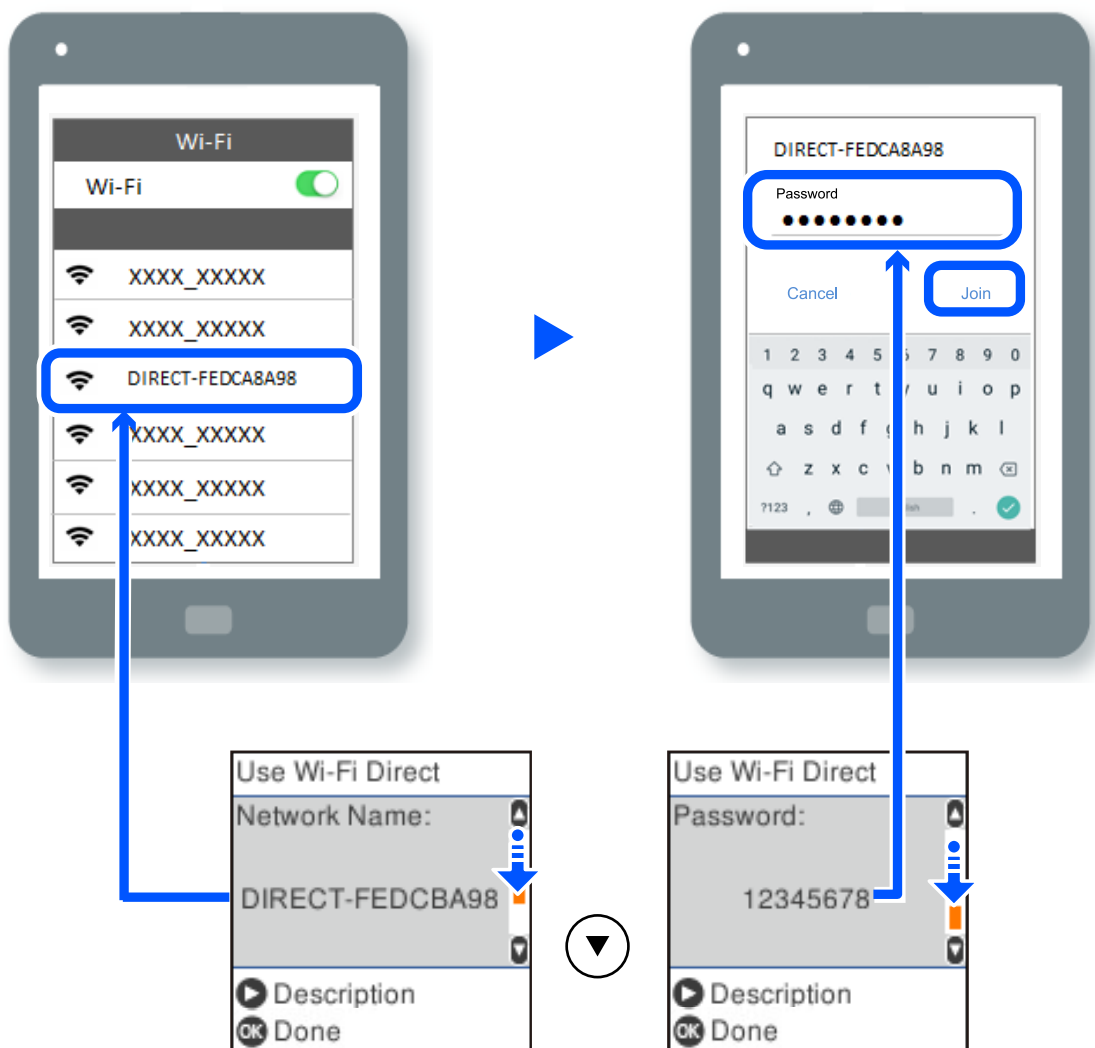 Wi-Fi
Wi-Fi
XXXX_XXXXX
XXXX_XXXXX
DIRECT-FEDCA8A98
XXXX_XXXXX
XXXX_XXXXX
XXXX_XXXXX
DIRECT-FEDCA8A98
Password
Cancel Join
1 2 3 4 5 7 8 9 0
q w e r t u i o p
a s d f h j k l
z x c b n m
?123 , .
Use Wi-Fi Direct
Network Name:
DIRECT-FEDCBA98
Description
OK Done
Use Wi-Fi Direct
Password:
12345678
Description
OK Done